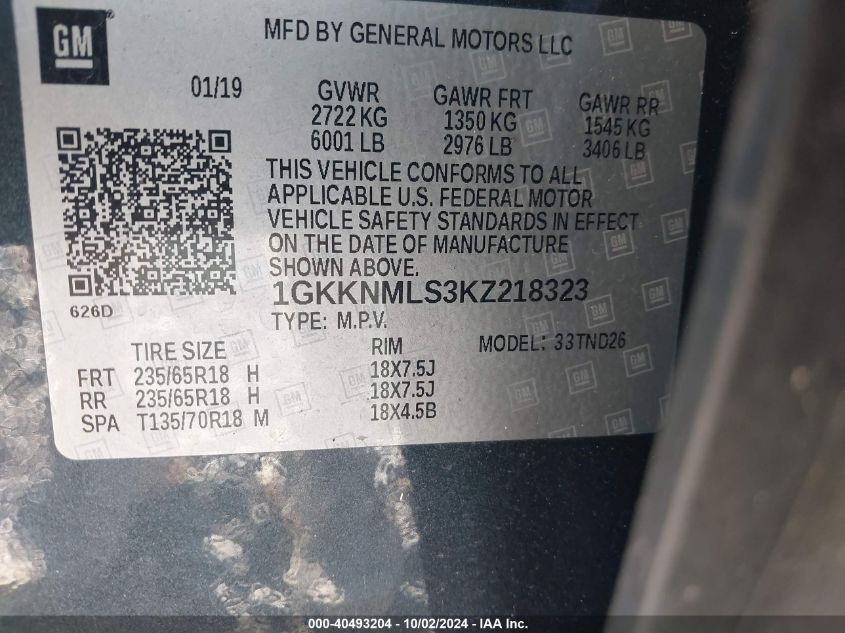 GM
MFD BY GENERAL MOTORS LLC
01/19 GVWR GAWR FRT GAWR RR
2722 KG 1350 KG 1545 KG
6001 LB 2976 LB 3406 LB
THIS VEHICLE CONFORMS TO ALL
APPLICABLE U.S. FEDERAL MOTOR
VEHICLE SAFETY STANDARDS IN EFFECT
ON THE DATE OF MANUFACTURE
SHOWN ABOVE.
1GKKNMLS3KZ218323
626D
TYPE: M.P.V. MODEL: 33TND26
TIRE SIZE RIM
FRT 235/65R18 H 18X7.5J
RR 235/65R18 H 18X7.5J
SPA T135/70R18 M 18X4.5B
000-40493204 - 10/02/2024 - IAA Inc.